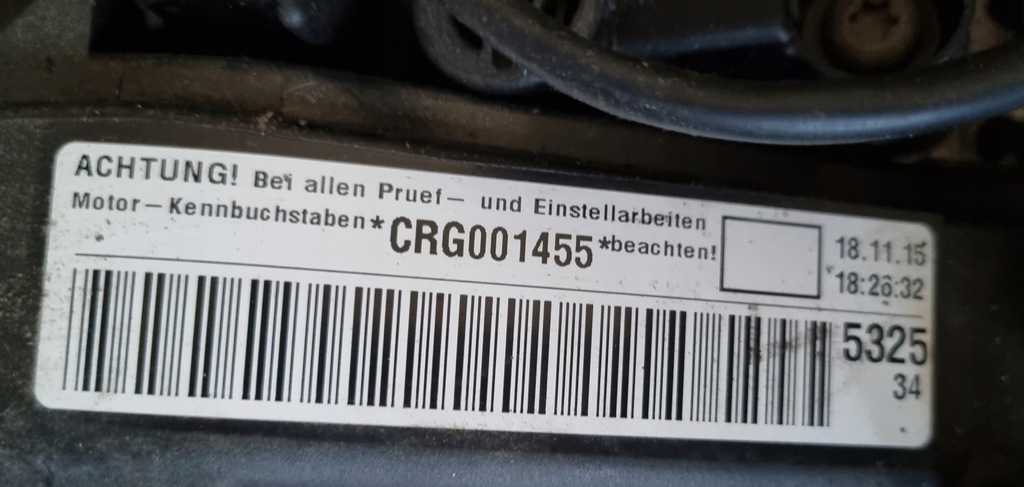 ACHTUNG! Bei allen Pruef- und Einstellarbeiten
Motor-Kennbuchstaben*CRG001455*beachten!
18.11.15
18:26:32
5325
34